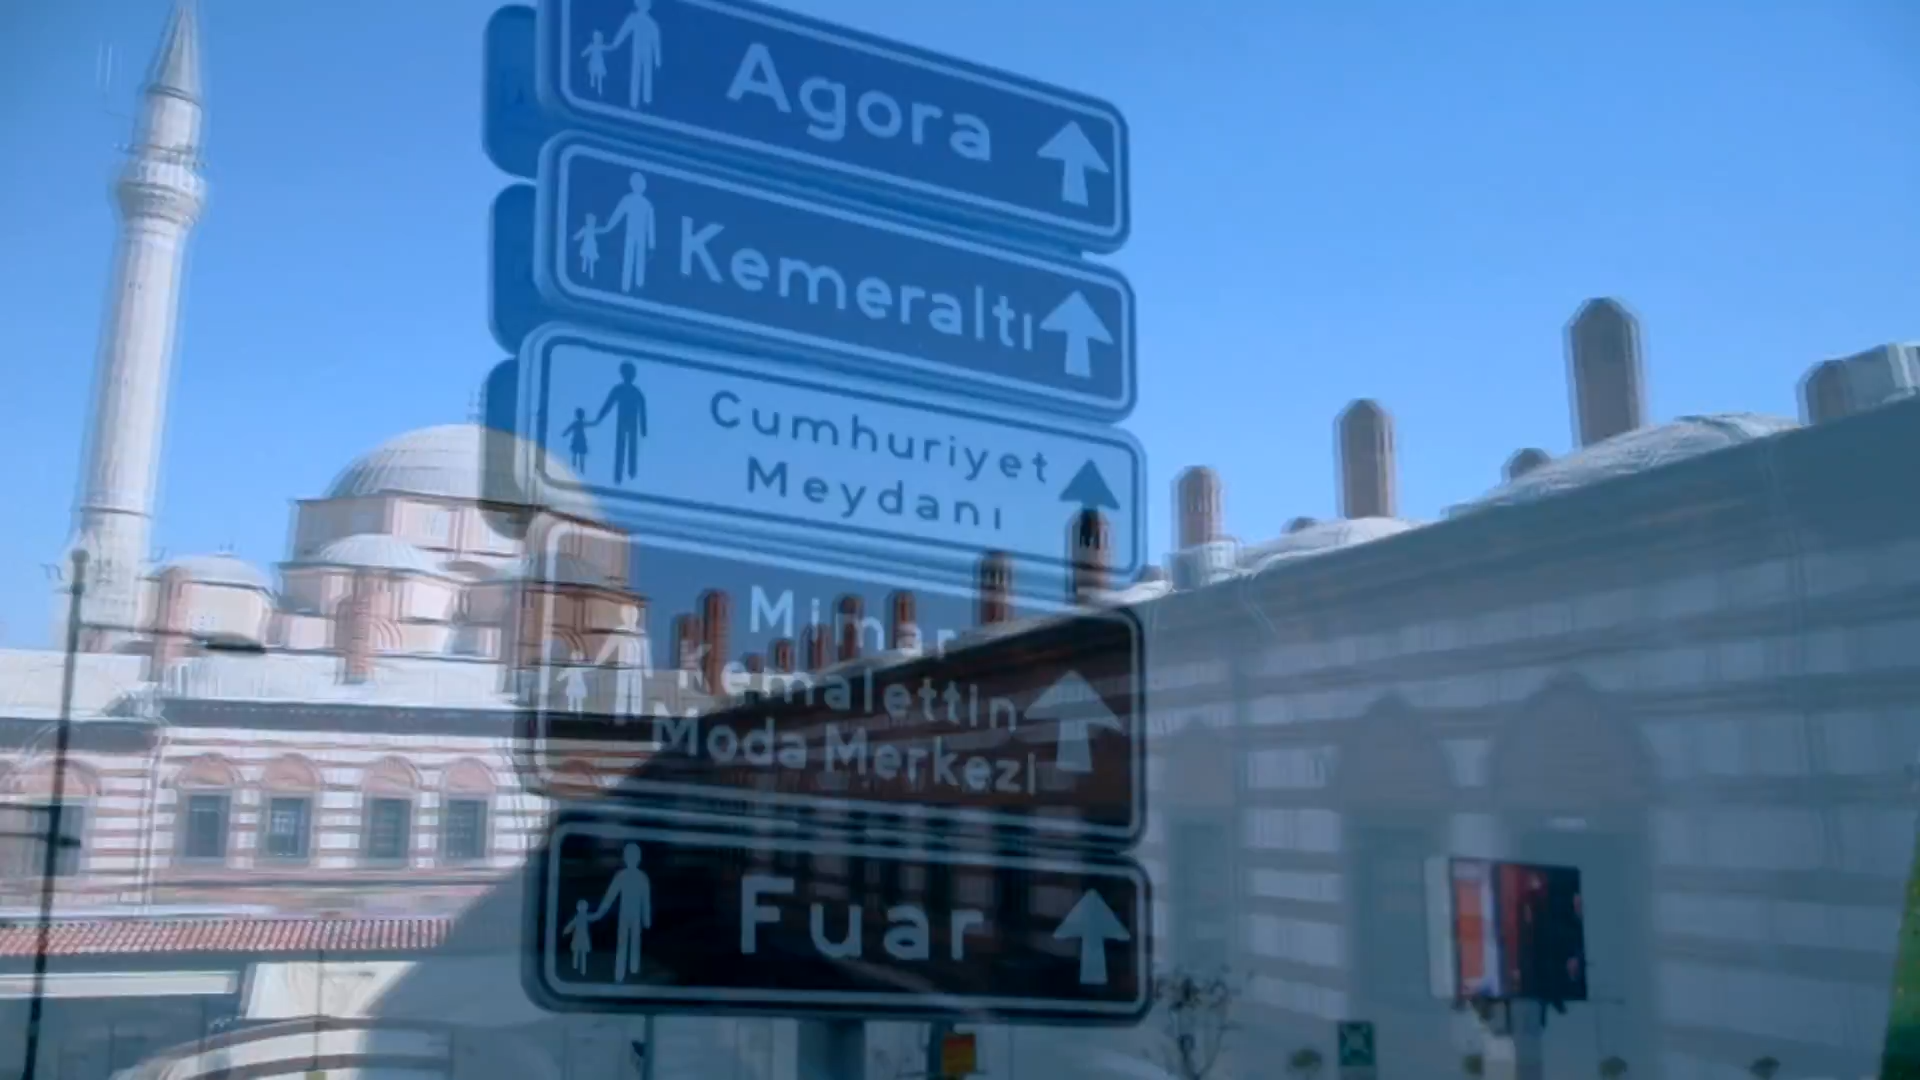 Agora
Kemeraltı
Cumhuriyet
Meydanı
Mimar
Kemalettin
Moda Merkezi
Fuar